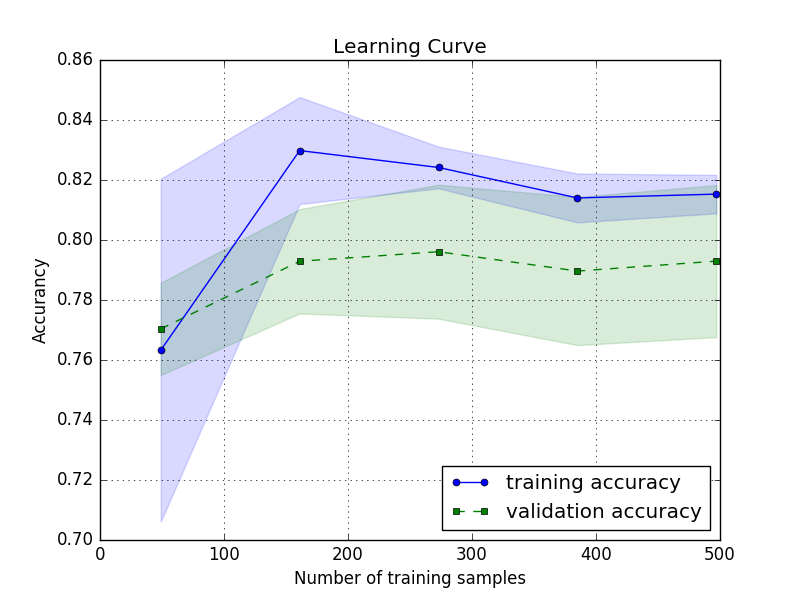 Learning Curve
0.86
0.84
0.82
0.80
0.78
0.76
0.74
0.72
0.70
Accurancy
0 100 200 300 400 500
Number of training samples
training accuracy
validation accuracy